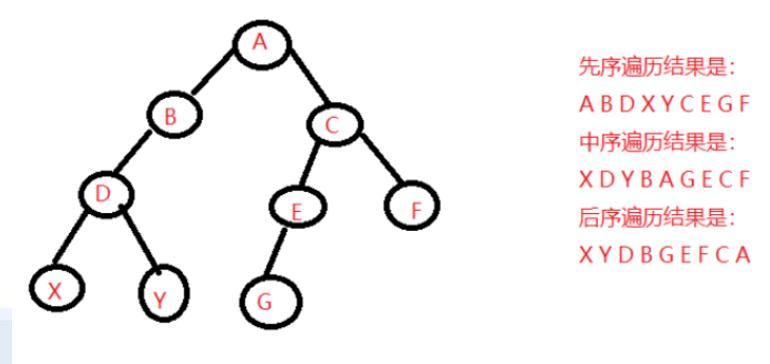 A
B
C
D
E
F
X
Y
G
先序遍历结果是：
A B D X Y C E G F
中序遍历结果是：
X D Y B A G E C F
后序遍历结果是：
X Y D B G E F C A